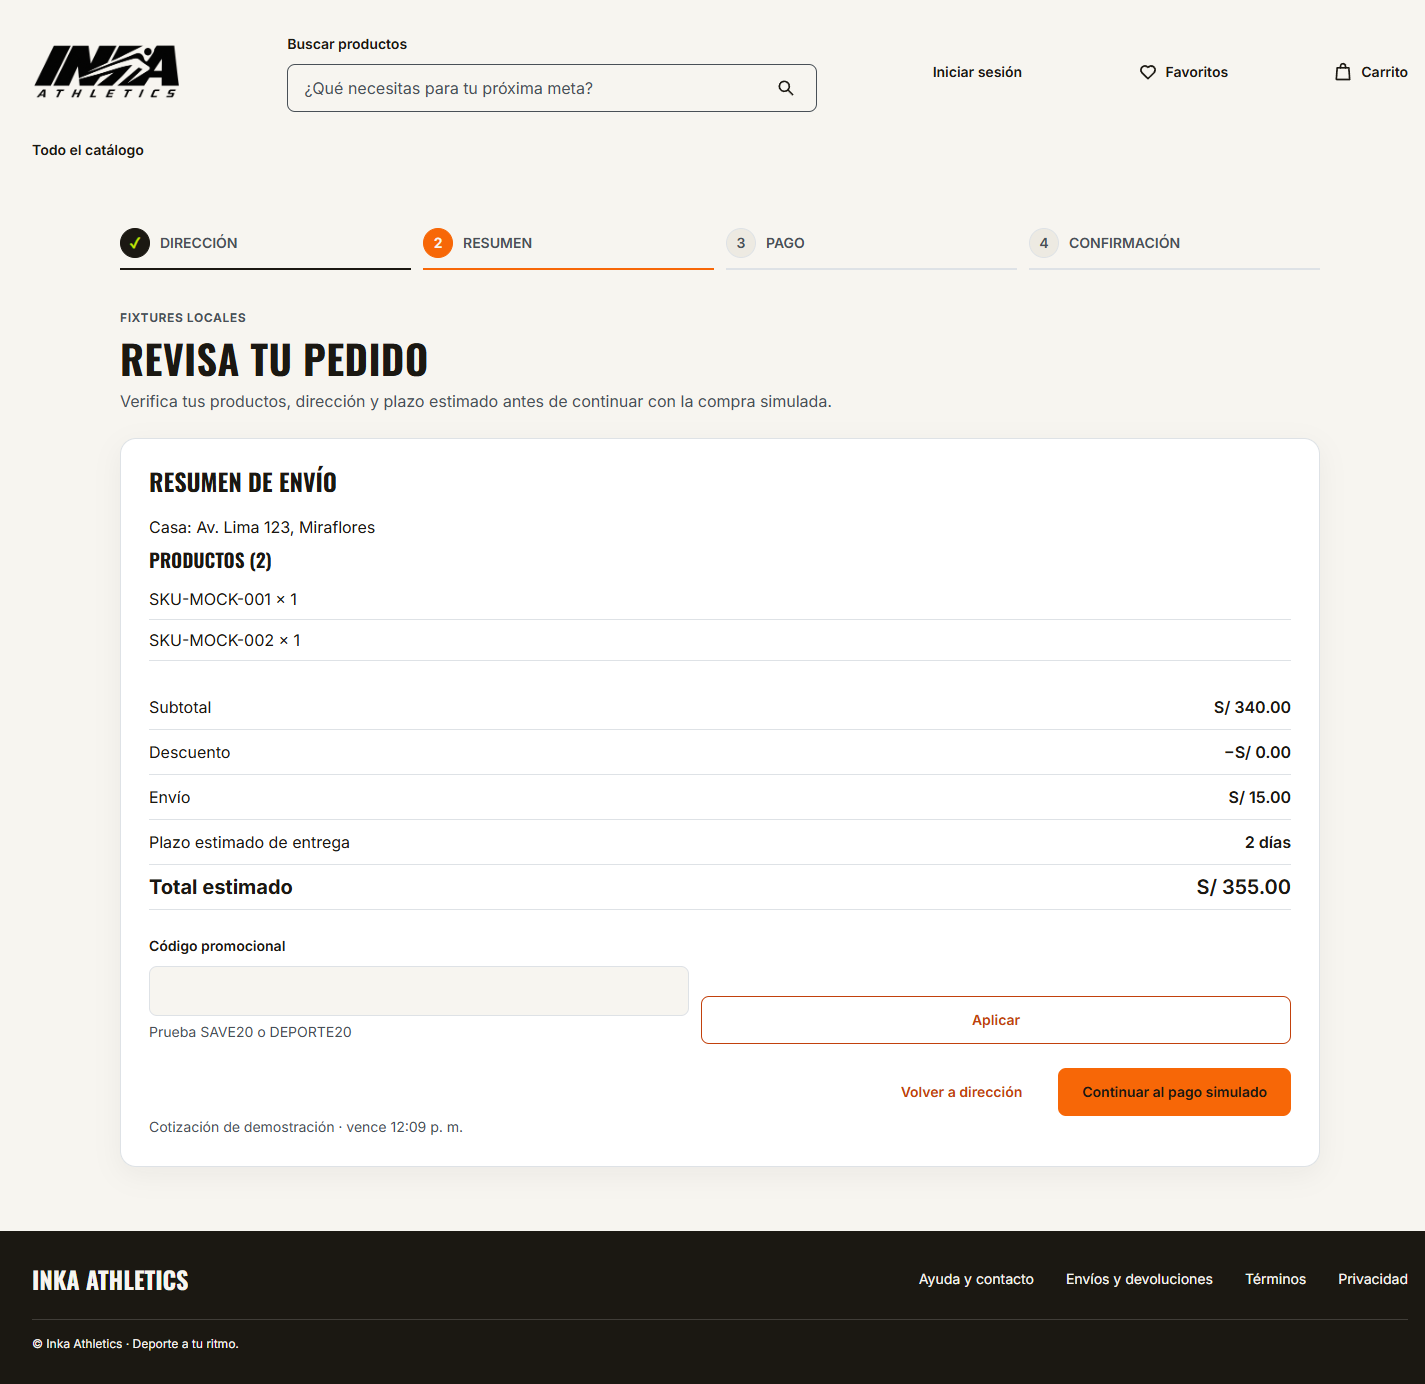 INKA
ATHLETICS
Buscar productos
¿Qué necesitas para tu próxima meta?
Iniciar sesión
Favoritos
Carrito
Todo el catálogo
✓ DIRECCIÓN
2 RESUMEN
3 PAGO
4 CONFIRMACIÓN
FIXTURES LOCALES
REVISA TU PEDIDO
Verifica tus productos, dirección y plazo estimado antes de continuar con la compra simulada.
RESUMEN DE ENVÍO
Casa: Av. Lima 123, Miraflores
PRODUCTOS (2)
SKU-MOCK-001 × 1
SKU-MOCK-002 × 1
Subtotal S/ 340.00
Descuento −S/ 0.00
Envío S/ 15.00
Plazo estimado de entrega 2 días
Total estimado S/ 355.00
Código promocional
Prueba SAVE20 o DEPORTE20
Aplicar
Volver a dirección
Continuar al pago simulado
Cotización de demostración · vence 12:09 p. m.
INKA ATHLETICS
Ayuda y contacto
Envíos y devoluciones
Términos
Privacidad
© Inka Athletics · Deporte a tu ritmo.